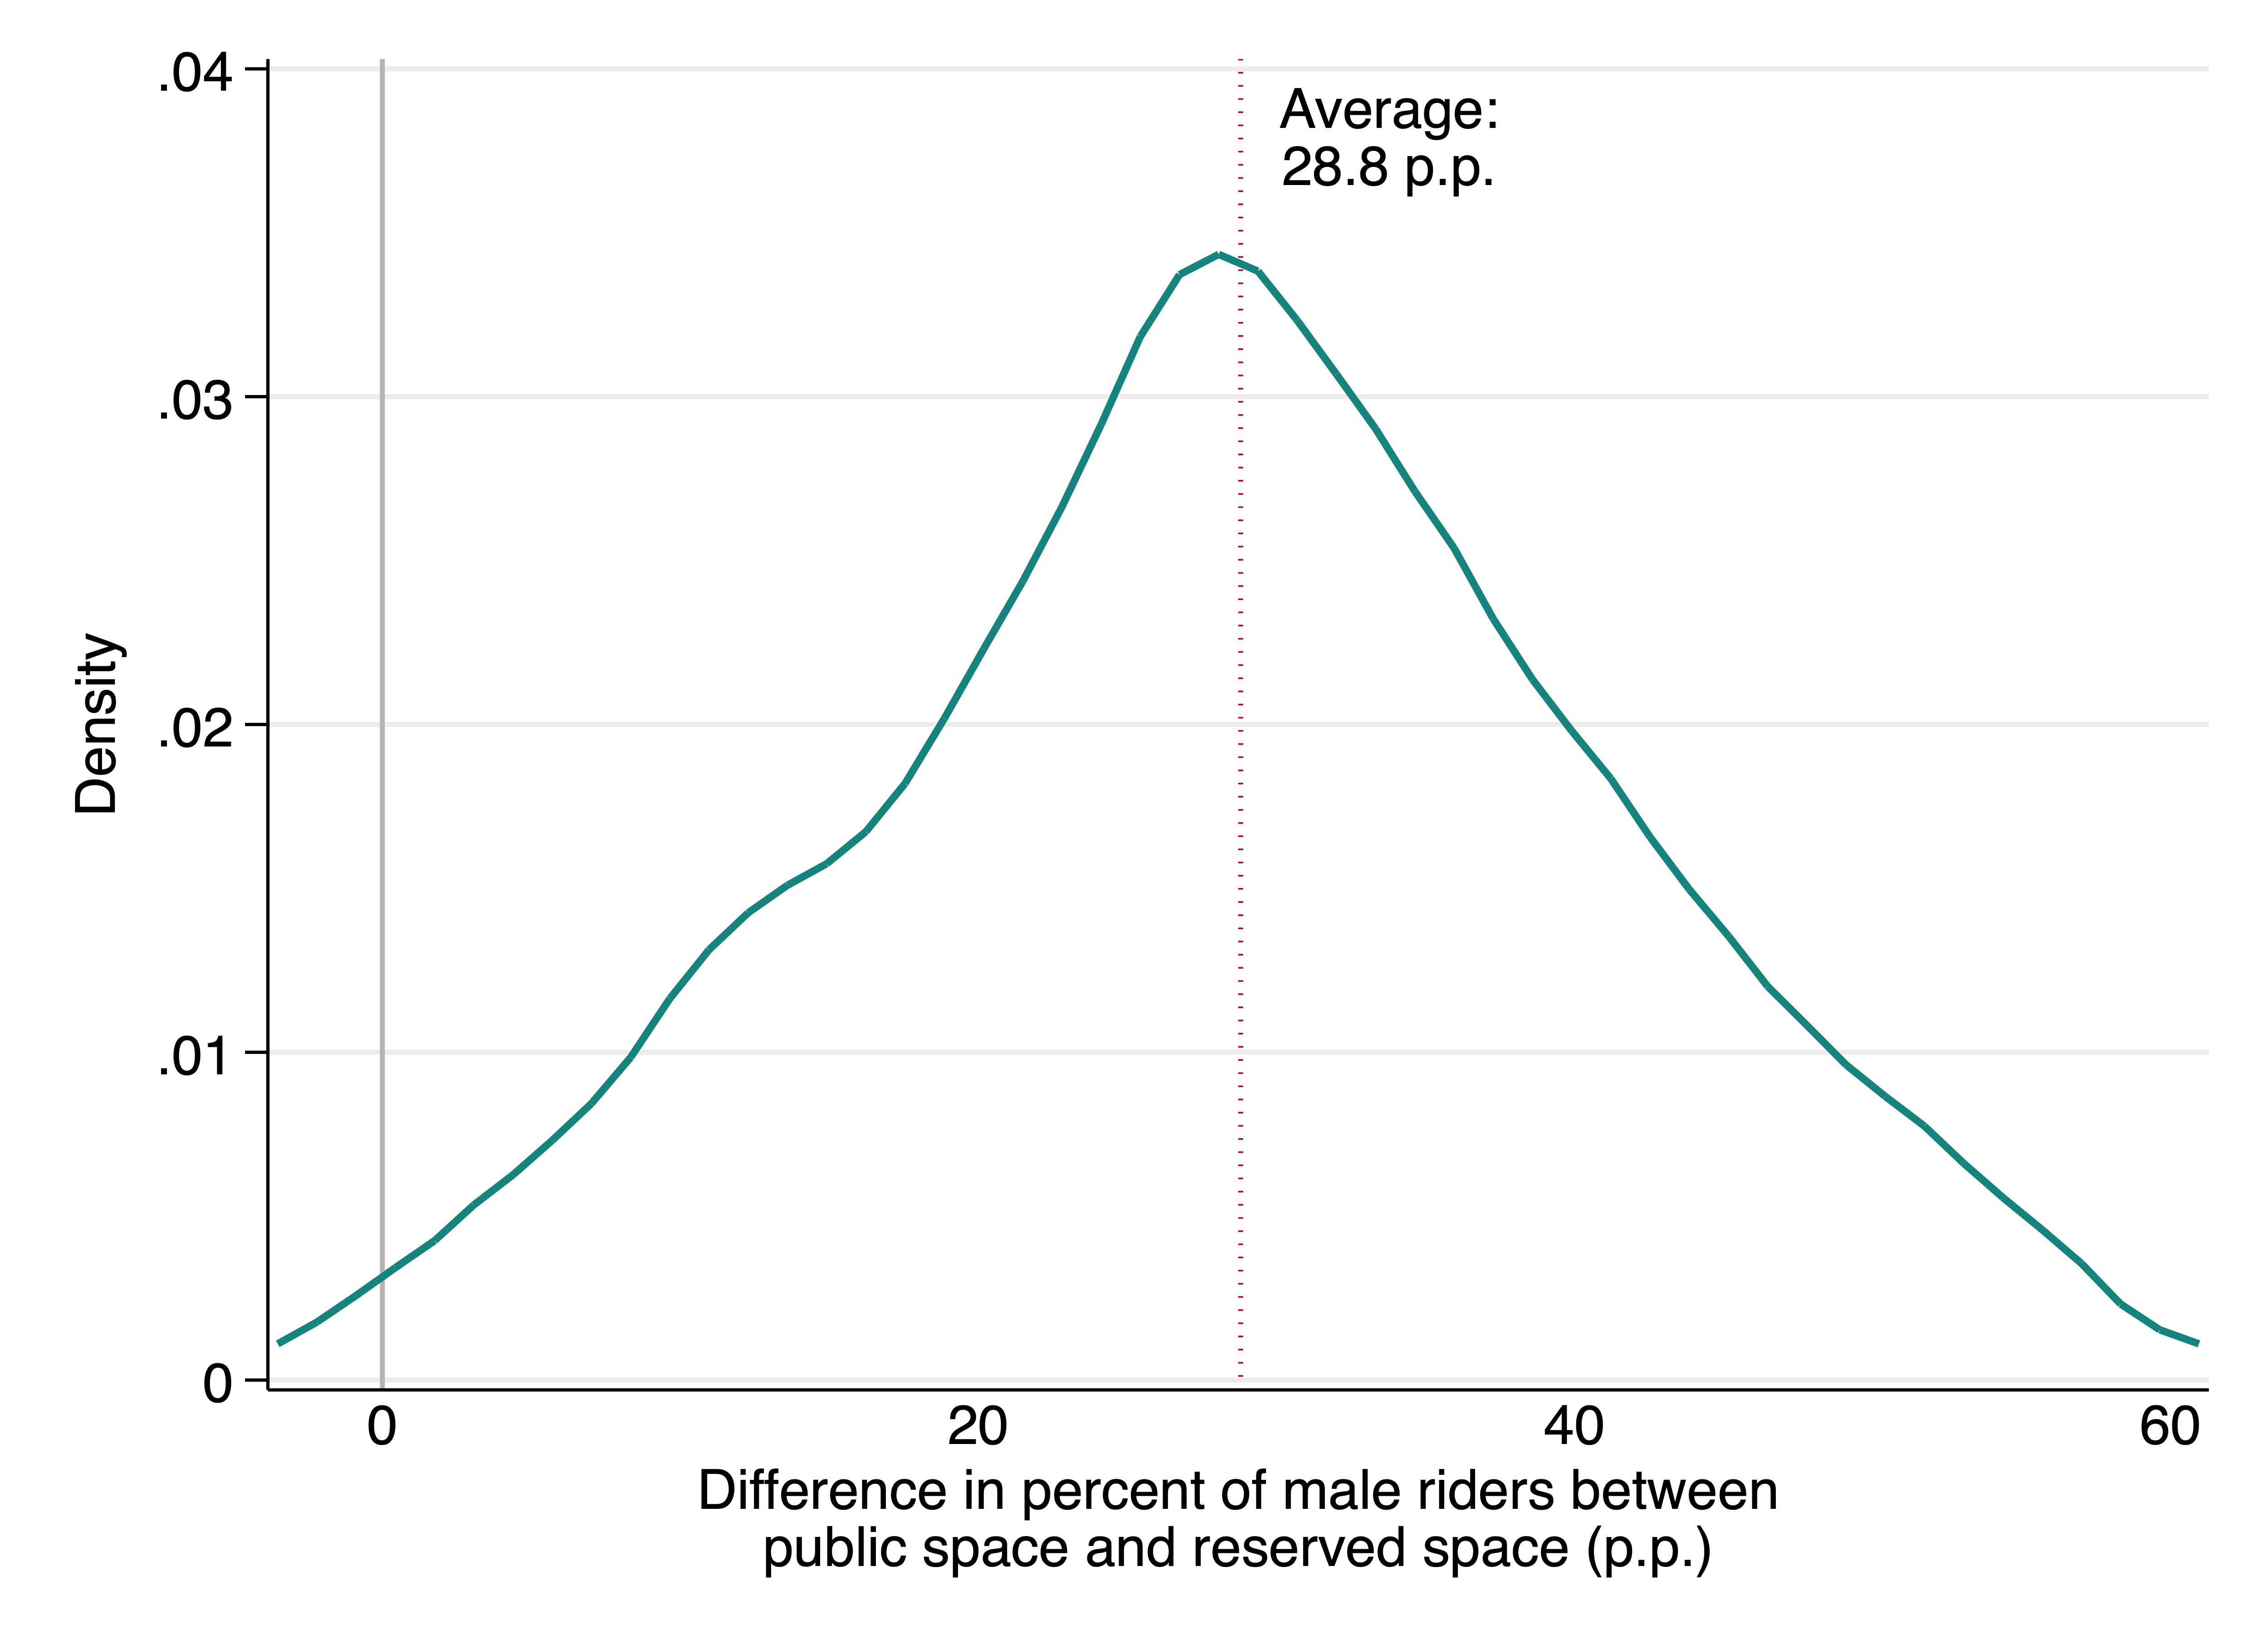 .04
.03
.02
.01
0
Density
Average:
28.8 p.p.
0 20 40 60
Difference in percent of male riders between
public space and reserved space (p.p.)